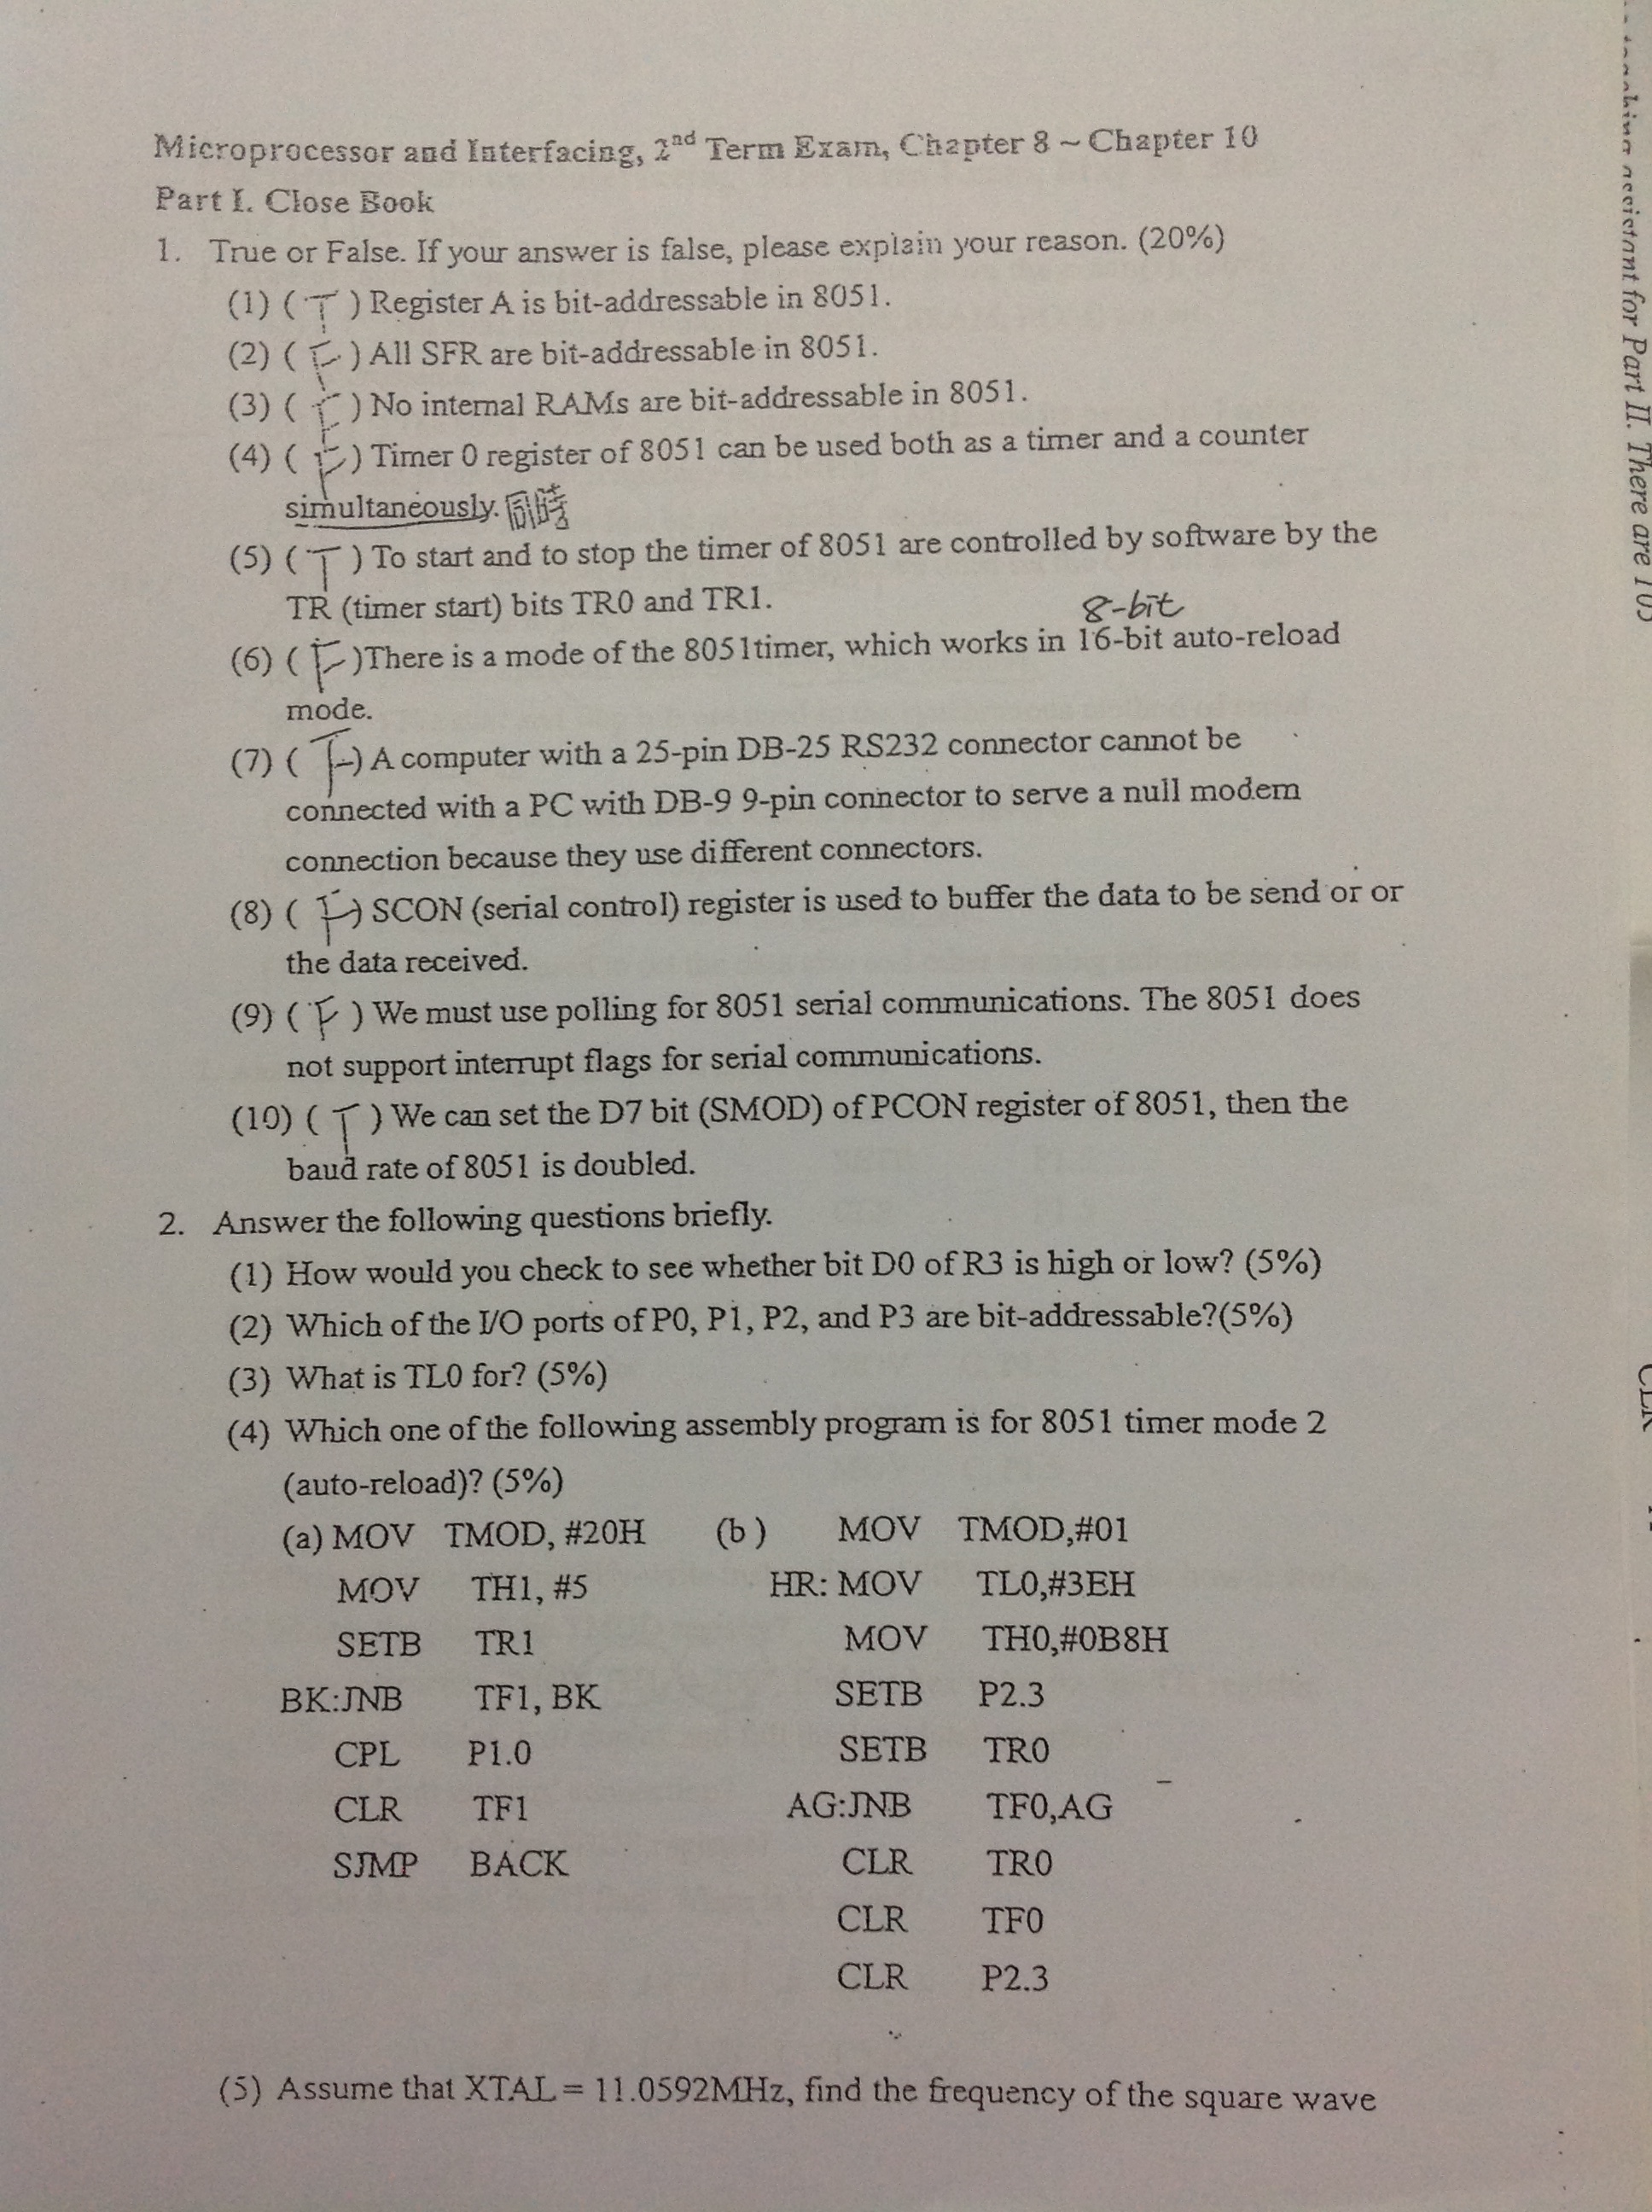 Microprocessor and Interfacing, 2nd Term Exam, Chapter 8 ~ Chapter 10
Part I. Close Book
1. True or False. If your answer is false, please explain your reason. (20%)
(1) ( T ) Register A is bit-addressable in 8051.
(2) ( F ) All SFR are bit-addressable in 8051.
(3) ( F ) No internal RAMs are bit-addressable in 8051.
(4) ( F ) Timer 0 register of 8051 can be used both as a timer and a counter
simultaneously. 同時
(5) ( T ) To start and to stop the timer of 8051 are controlled by software by the
TR (timer start) bits TR0 and TR1.
8-bit
(6) ( F )There is a mode of the 8051timer, which works in 16-bit auto-reload
mode.
(7) ( F ) A computer with a 25-pin DB-25 RS232 connector cannot be
connected with a PC with DB-9 9-pin connector to serve a null modem
connection because they use different connectors.
(8) ( F ) SCON (serial control) register is used to buffer the data to be send or or
the data received.
(9) ( F ) We must use polling for 8051 serial communications. The 8051 does
not support interrupt flags for serial communications.
(10) ( T ) We can set the D7 bit (SMOD) of PCON register of 8051, then the
baud rate of 8051 is doubled.
2. Answer the following questions briefly.
(1) How would you check to see whether bit D0 of R3 is high or low? (5%)
(2) Which of the I/O ports of P0, P1, P2, and P3 are bit-addressable?(5%)
(3) What is TL0 for? (5%)
(4) Which one of the following assembly program is for 8051 timer mode 2
(auto-reload)? (5%)
(a) MOV TMOD, #20H
MOV TH1, #5
SETB TR1
BK:JNB TF1, BK
CPL P1.0
CLR TF1
SJMP BACK
(b ) MOV TMOD,#01
HR: MOV TL0,#3EH
MOV TH0,#0B8H
SETB P2.3
SETB TR0
AG:JNB TF0,AG
CLR TR0
CLR TF0
CLR P2.3
(5) Assume that XTAL = 11.0592MHz, find the frequency of the square wave
assistant for Part II. There are 105